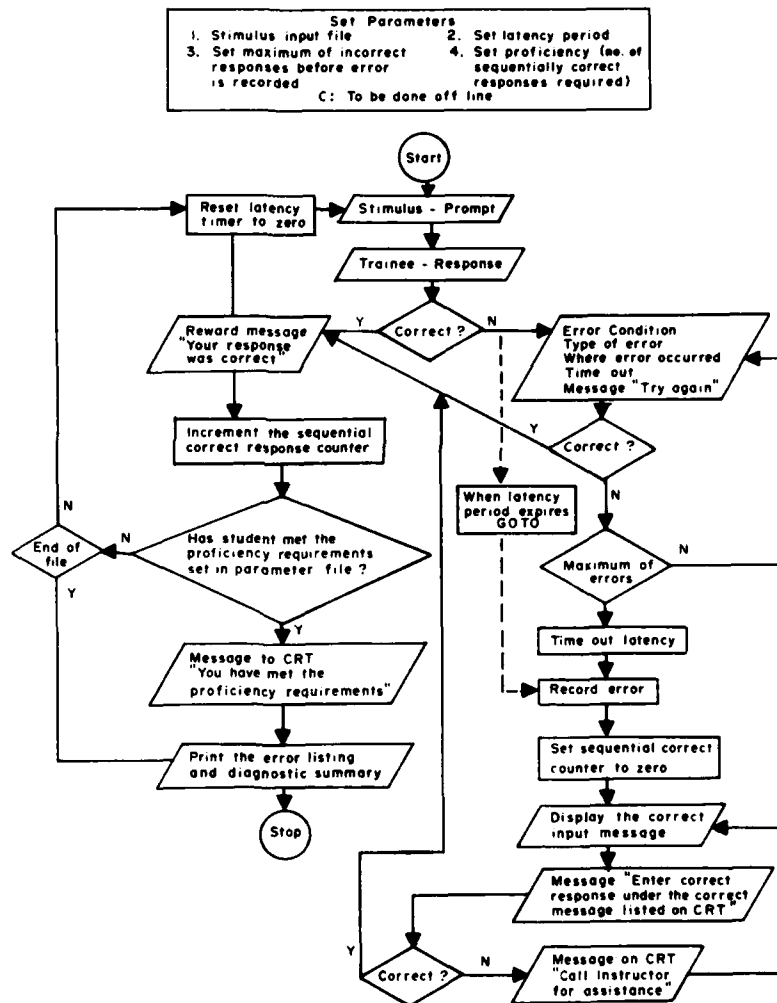 Set Parameters
1. Stimulus input file
2. Set latency period
3. Set maximum of incorrect
responses before error
is recorded
4. Set proficiency (no. of
sequentially correct
responses required)
C: To be done off line
Start
Reset latency
timer to zero
Stimulus - Prompt
Trainee - Response
Correct ?
Y
N
Reward message
"Your response
was correct"
Error Condition
Type of error
Where error occurred
Time out
Message "Try again"
Increment the sequential
correct response counter
Y
Correct ?
N
When latency
period expires
GOTO
N
End of
file
Y
N
Has student met the
proficiency requirements
set in parameter file ?
Y
Maximum of
errors
N
Time out latency
Message to CRT
"You have met the
proficiency requirements"
Record error
Print the error listing
and diagnostic summary
Set sequential correct
counter to zero
Stop
Display the correct
input message
Message "Enter correct
response under the correct
message listed on CRT"
Y
Correct ?
N
Message on CRT
"Call Instructor
for assistance"